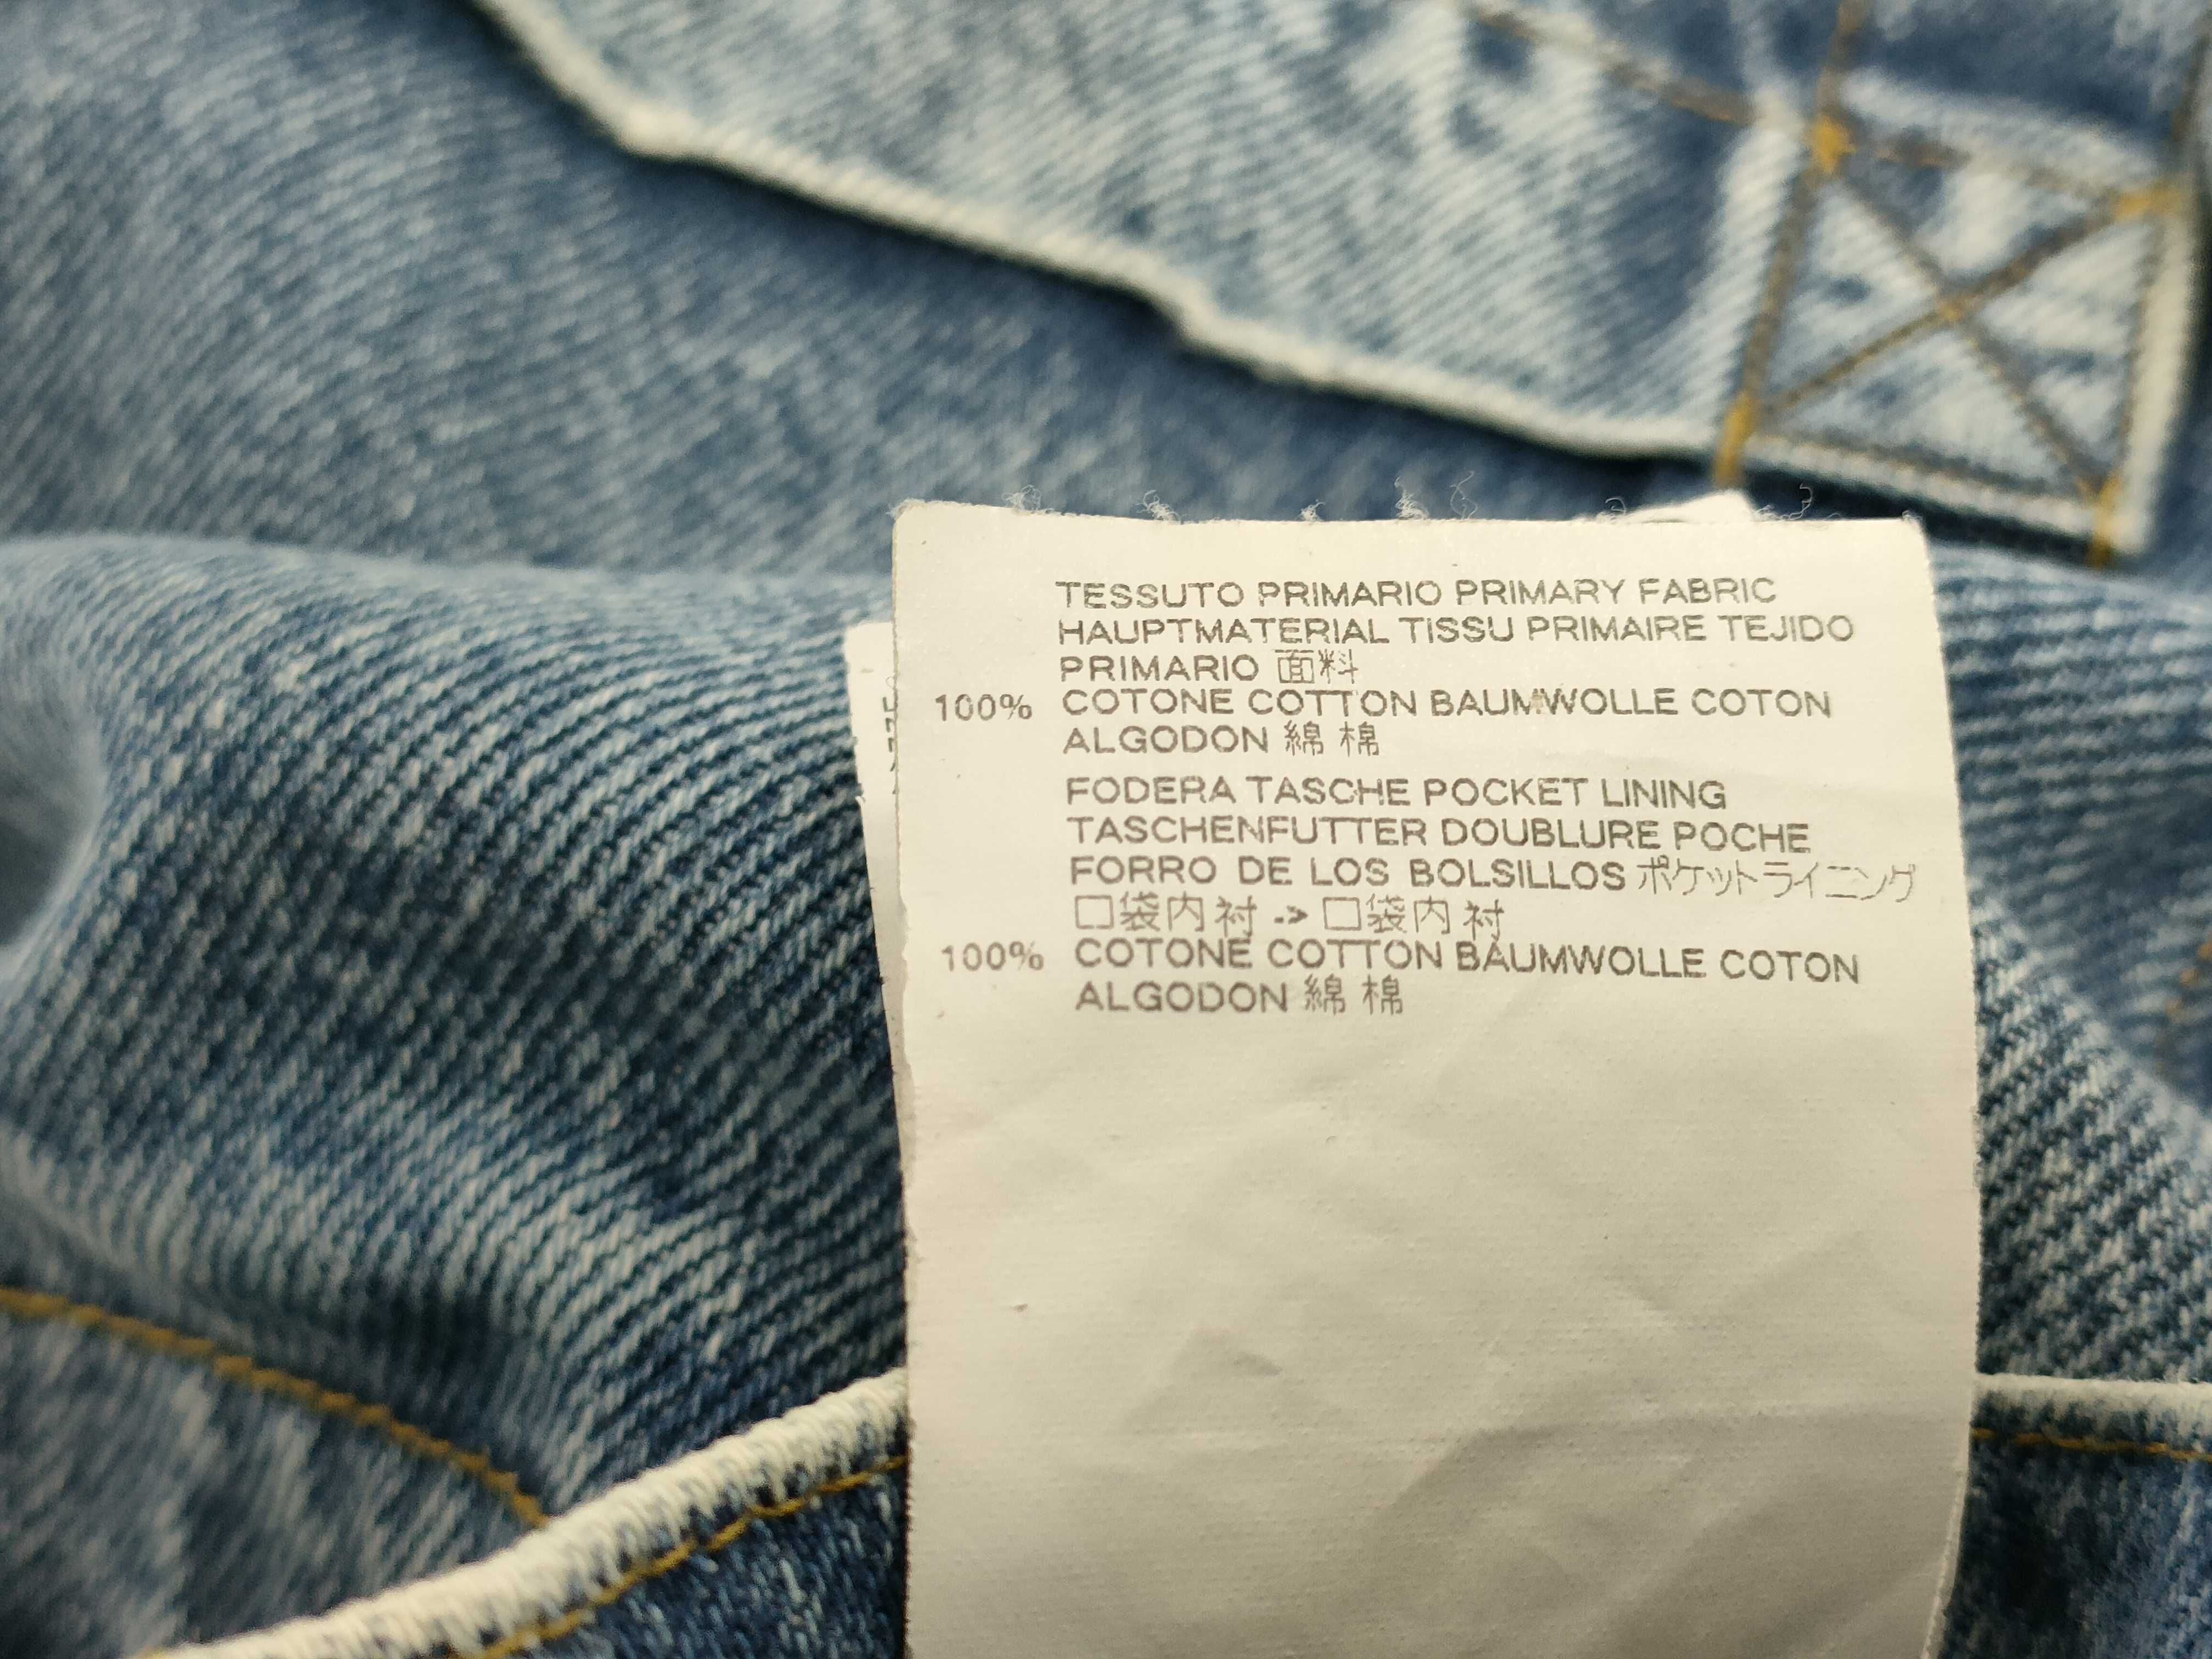 TESSUTO PRIMARIO PRIMARY FABRIC
HAUPTMATERIAL TISSU PRIMAIRE TEJIDO
PRIMARIO 面料
100% COTONE COTTON BAUMWOLLE COTON
ALGODON 綿 棉
FODERA TASCHE POCKET LINING
TASCHENFUTTER DOUBLURE POCHE
FORRO DE LOS BOLSILLOS ポケットライニング
口袋内衬 -> 口袋内衬
100% COTONE COTTON BAUMWOLLE COTON
ALGODON 綿 棉